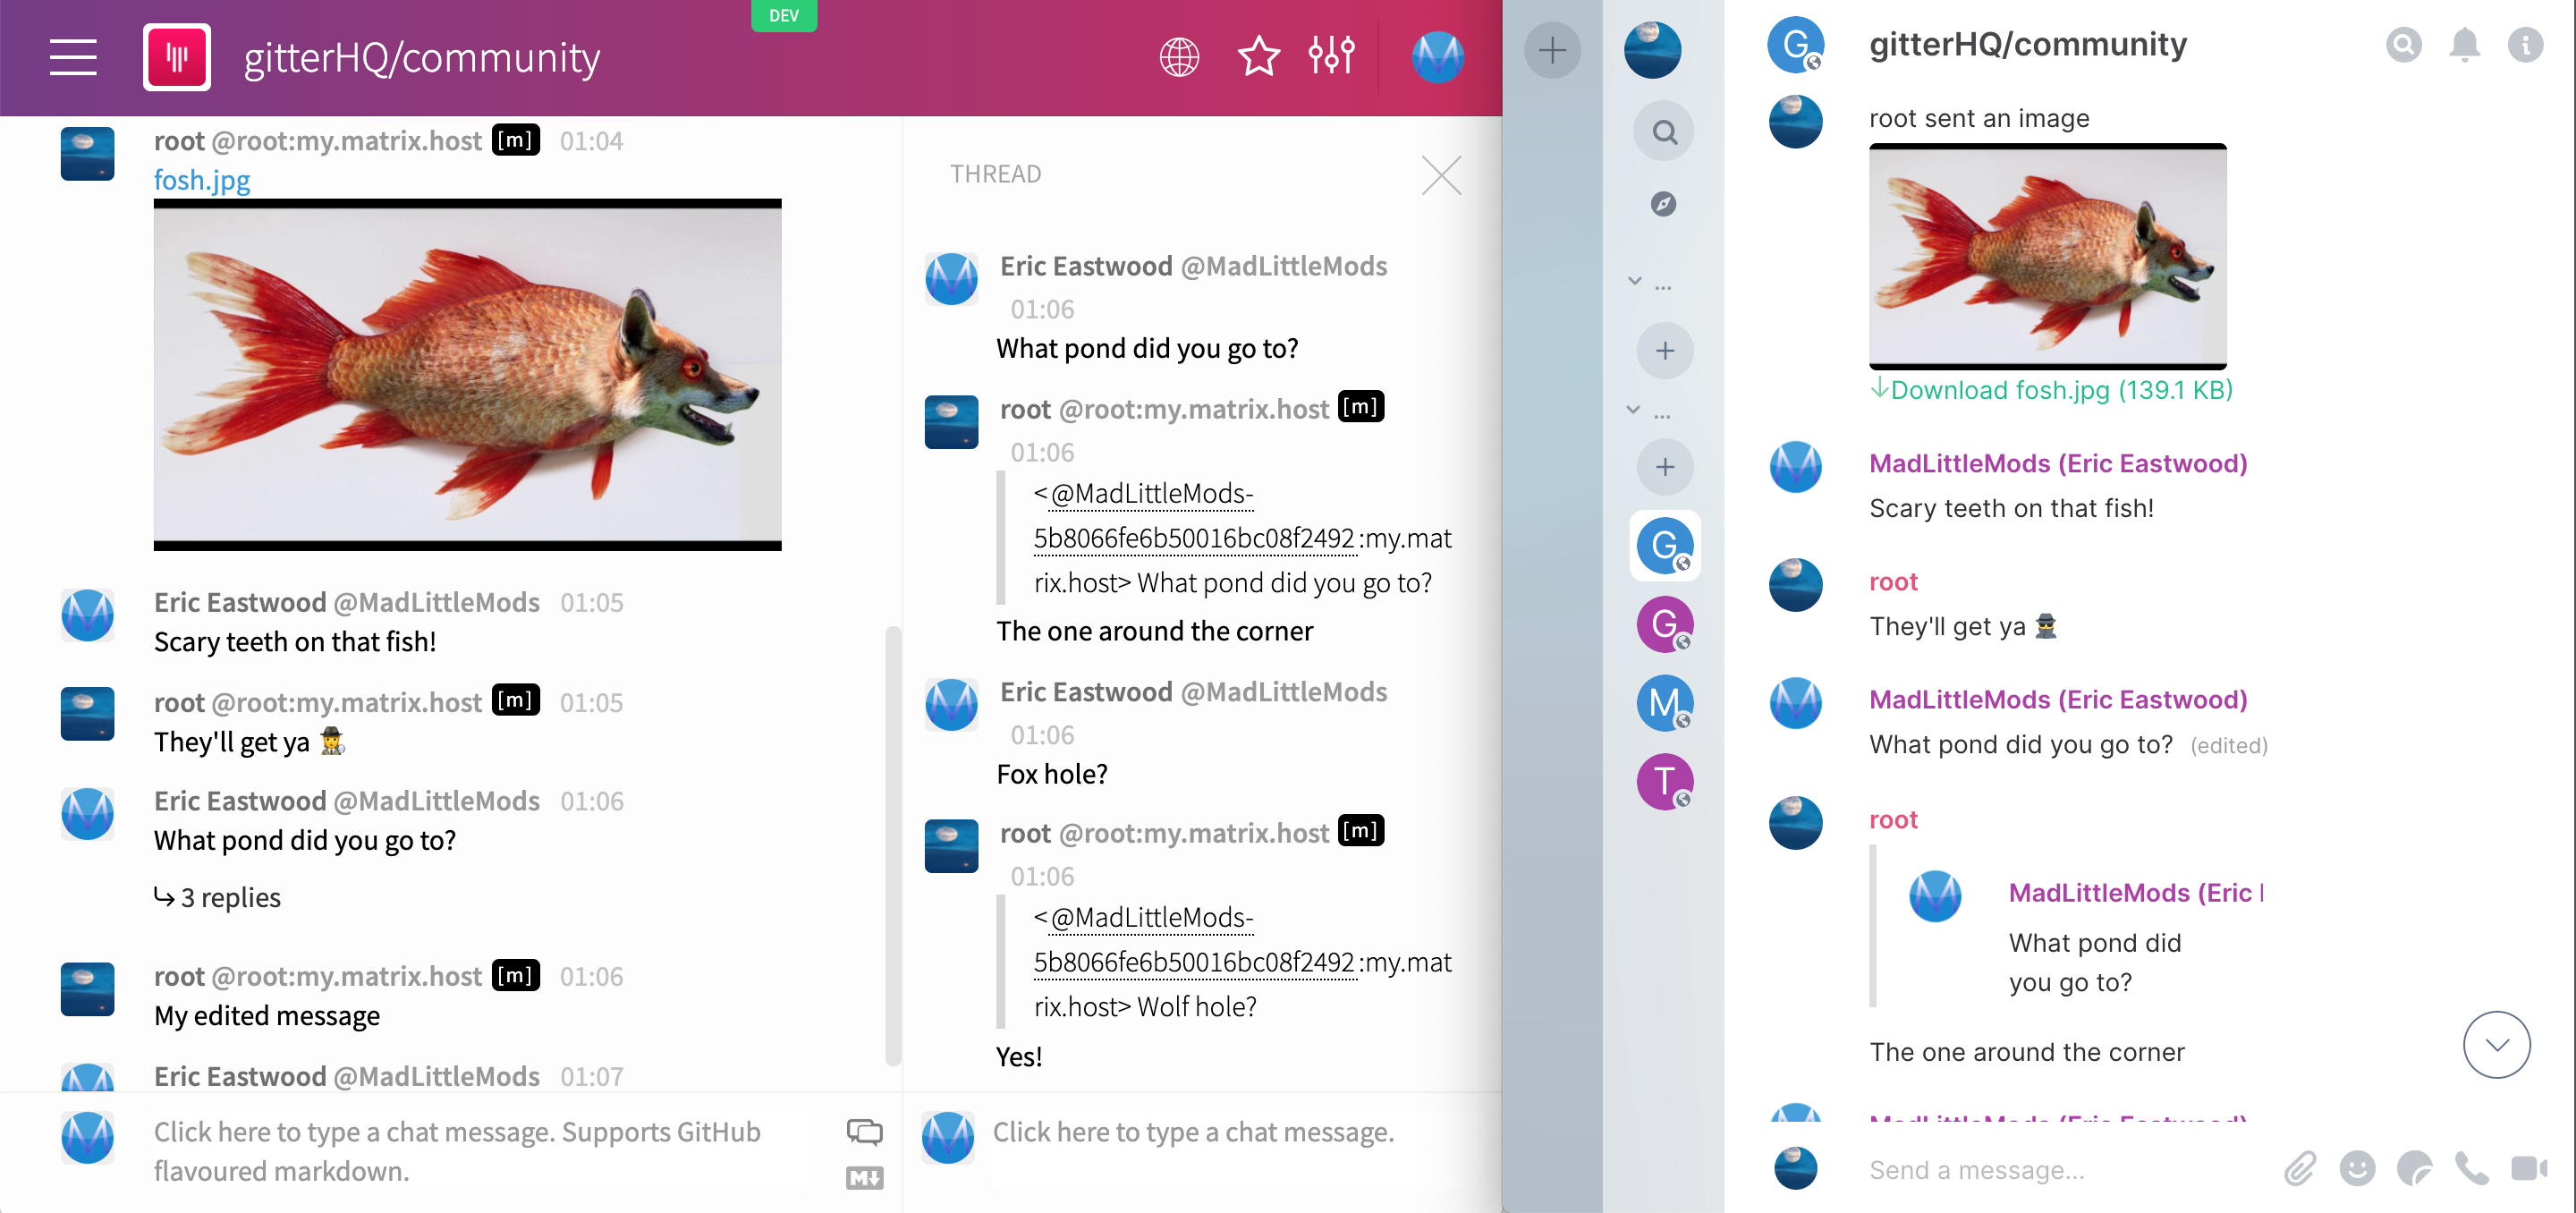 DEV
gitterHQ/community
root @root:my.matrix.host [m] 01:04
fosh.jpg
Eric Eastwood @MadLittleMods 01:05
Scary teeth on that fish!
root @root:my.matrix.host [m] 01:05
They'll get ya 🕵️
Eric Eastwood @MadLittleMods 01:06
What pond did you go to?
↳ 3 replies
root @root:my.matrix.host [m] 01:06
My edited message
Eric Eastwood @MadLittleMods 01:07
Click here to type a chat message. Supports GitHub
flavoured markdown.
M
THREAD
Eric Eastwood @MadLittleMods
01:06
What pond did you go to?
root @root:my.matrix.host [m]
01:06
<@MadLittleMods-
5b8066fe6b50016bc08f2492:my.mat
rix.host> What pond did you go to?
The one around the corner
Eric Eastwood @MadLittleMods
01:06
Fox hole?
root @root:my.matrix.host [m]
01:06
<@MadLittleMods-
5b8066fe6b50016bc08f2492:my.mat
rix.host> Wolf hole?
Yes!
Click here to type a chat message.
...
...
G
G
M
T
G
gitterHQ/community
root sent an image
Download fosh.jpg (139.1 KB)
MadLittleMods (Eric Eastwood)
Scary teeth on that fish!
root
They'll get ya 🕵️
MadLittleMods (Eric Eastwood)
What pond did you go to? (edited)
root
MadLittleMods (Eric
What pond did
you go to?
The one around the corner
MadLittleMods (Eric Eastwood)
Send a message...